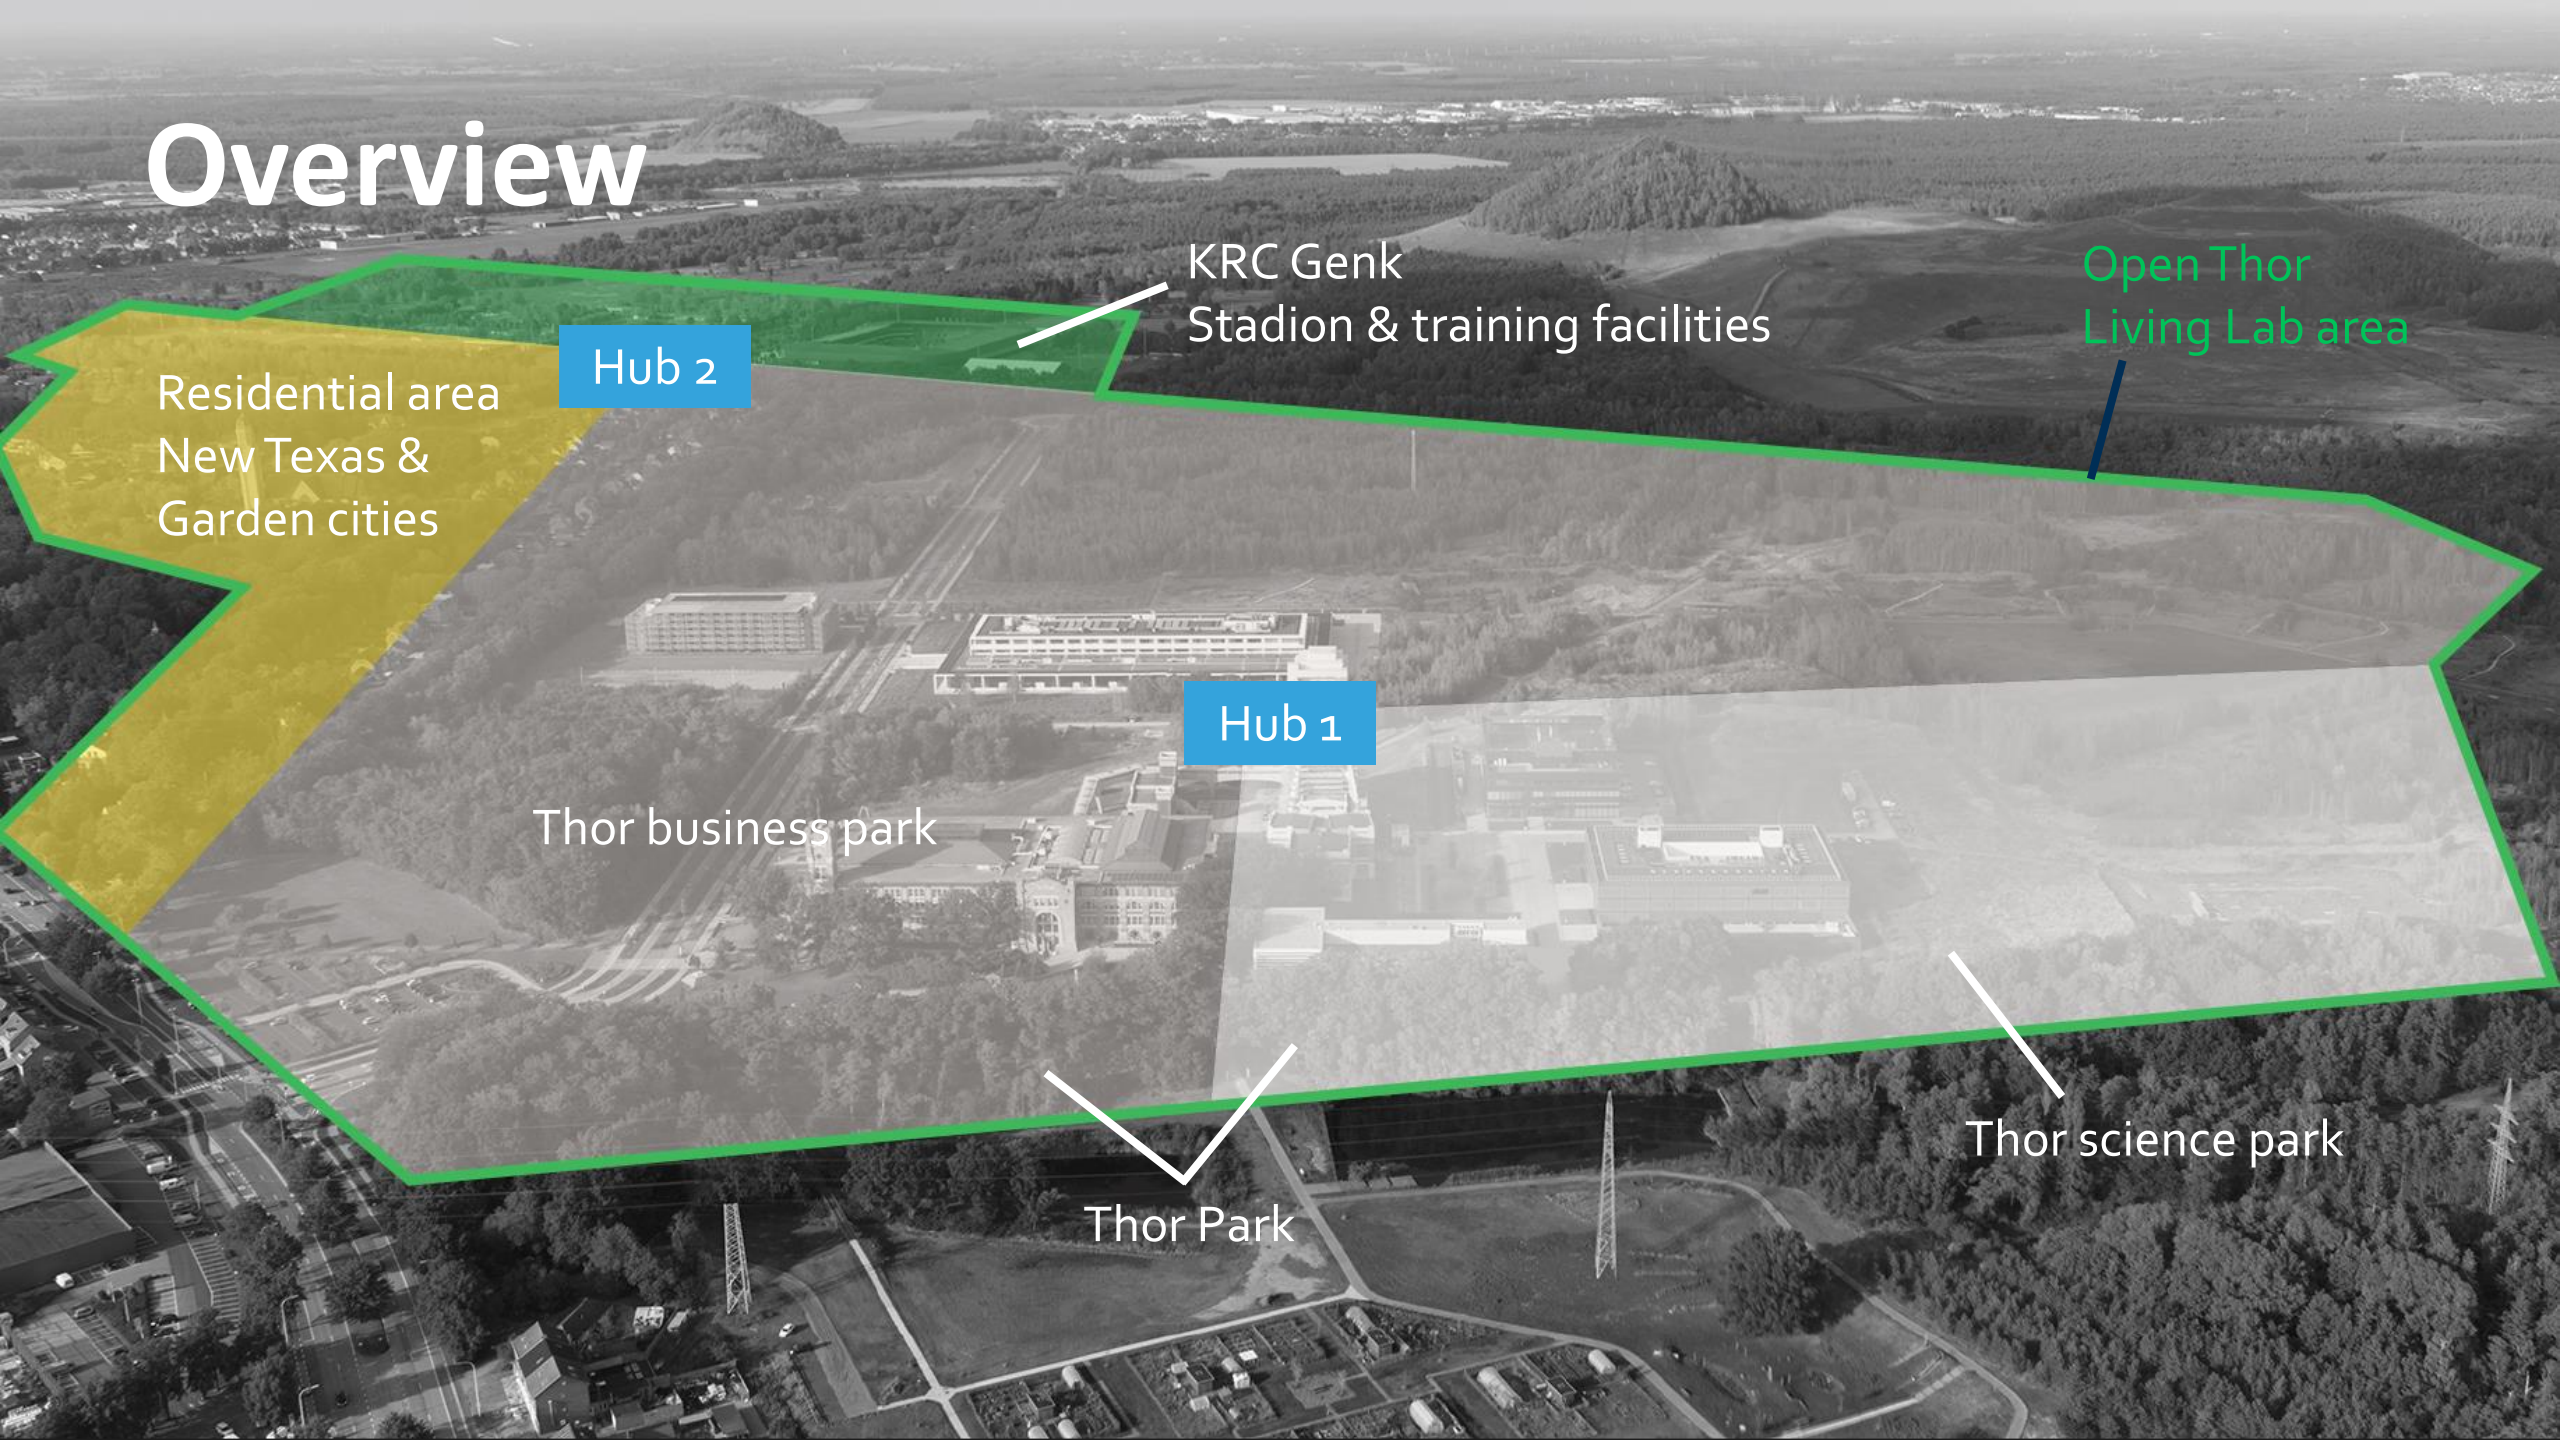 Overview
KRC Genk
Stadion & training facilities
Open Thor
Living Lab area
Hub 2
Residential area
New Texas &
Garden cities
Hub 1
Thor business park
Thor science park
Thor Park